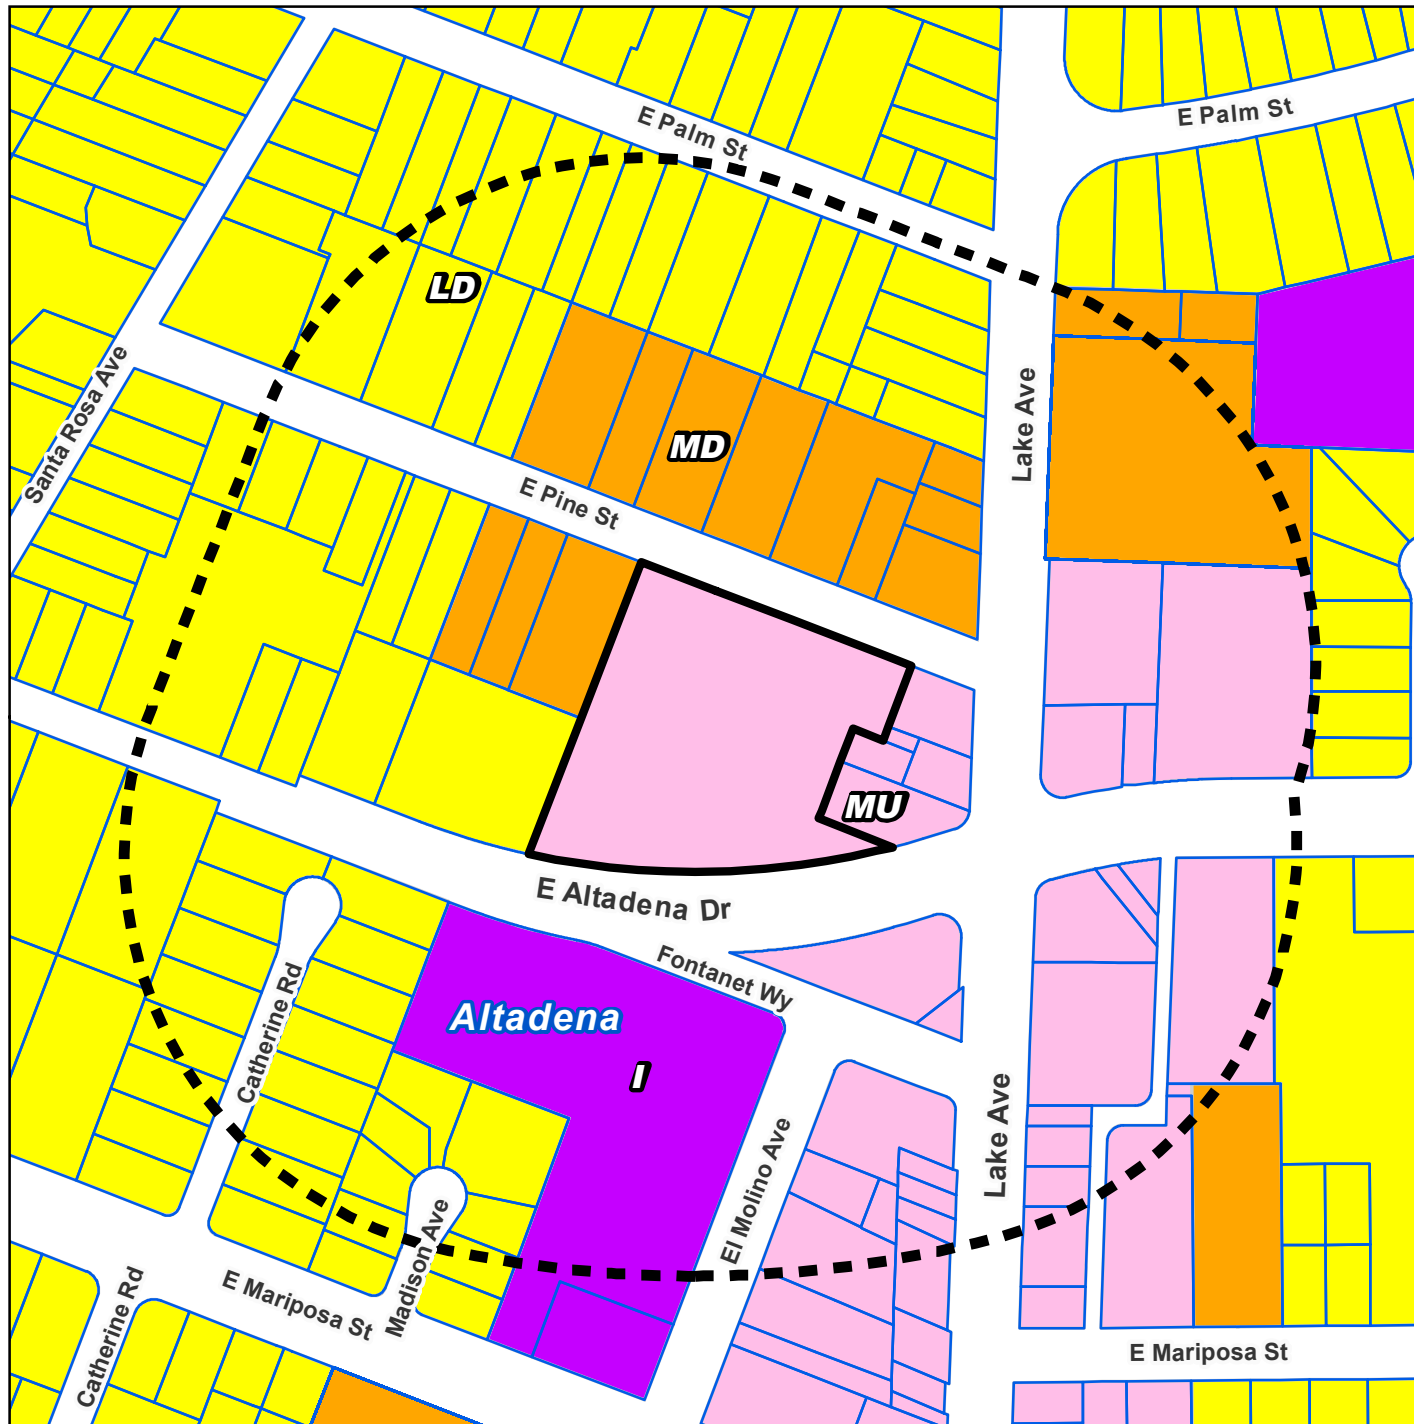 E Palm St
E Palm St
LD
Santa Rosa Ave
Lake Ave
MD
E Pine St
MU
E Altadena Dr
Fontanet Wy
Altadena
Catherine Rd
I
Lake Ave
El Molino Ave
Madison Ave
E Mariposa St
Catherine Rd
E Mariposa St